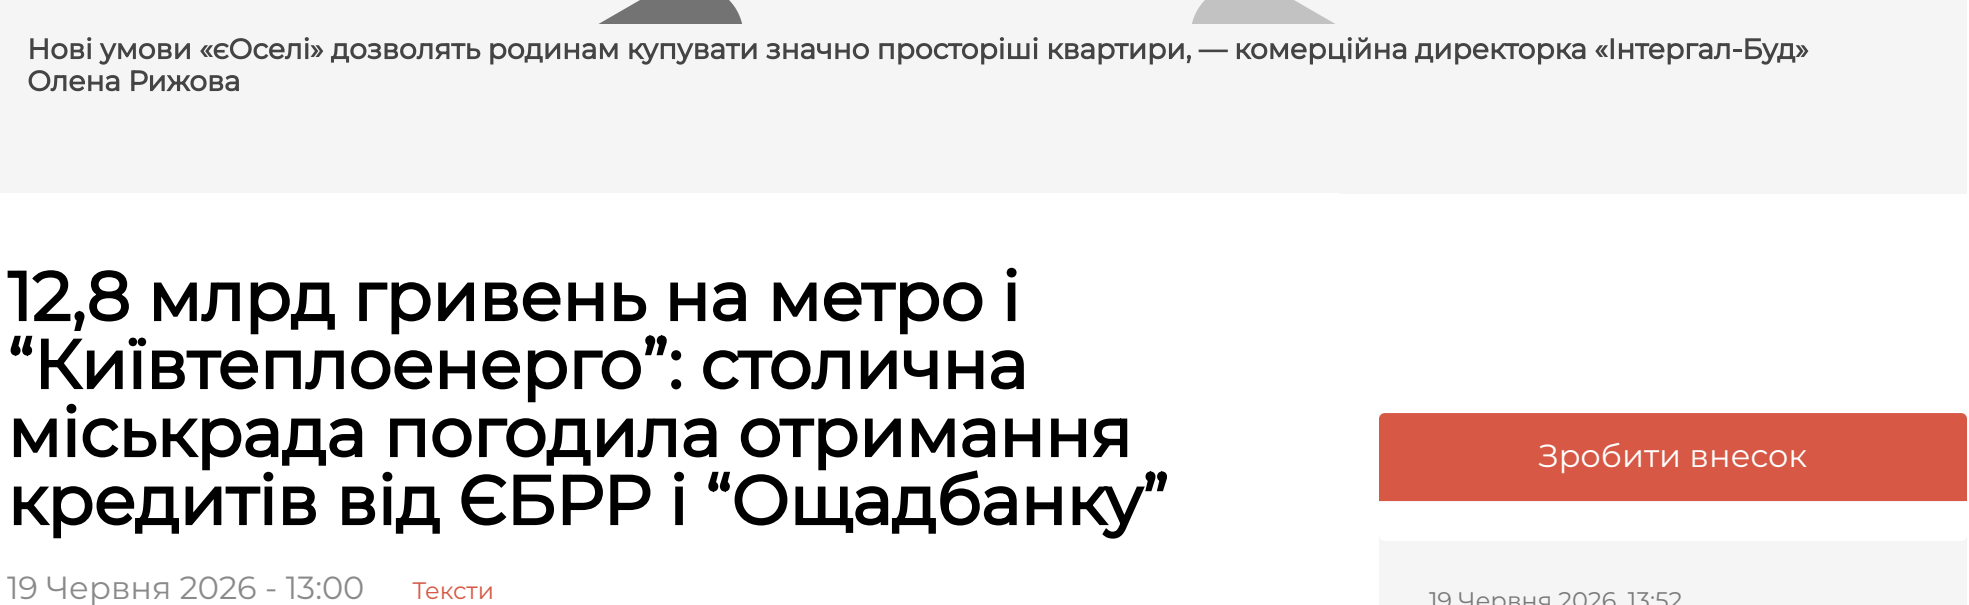 Нові умови «єОселі» дозволять родинам купувати значно просторіші квартири, — комерційна директорка «Інтергал-Буд»
Олена Рижова
12,8 млрд гривень на метро і
“Київтеплоенерго”: столична
міськрада погодила отримання
кредитів від ЄБРР і “Ощадбанку”
19 Червня 2026 - 13:00 Тексти
Зробити внесок
19 Червня 2026, 13:52